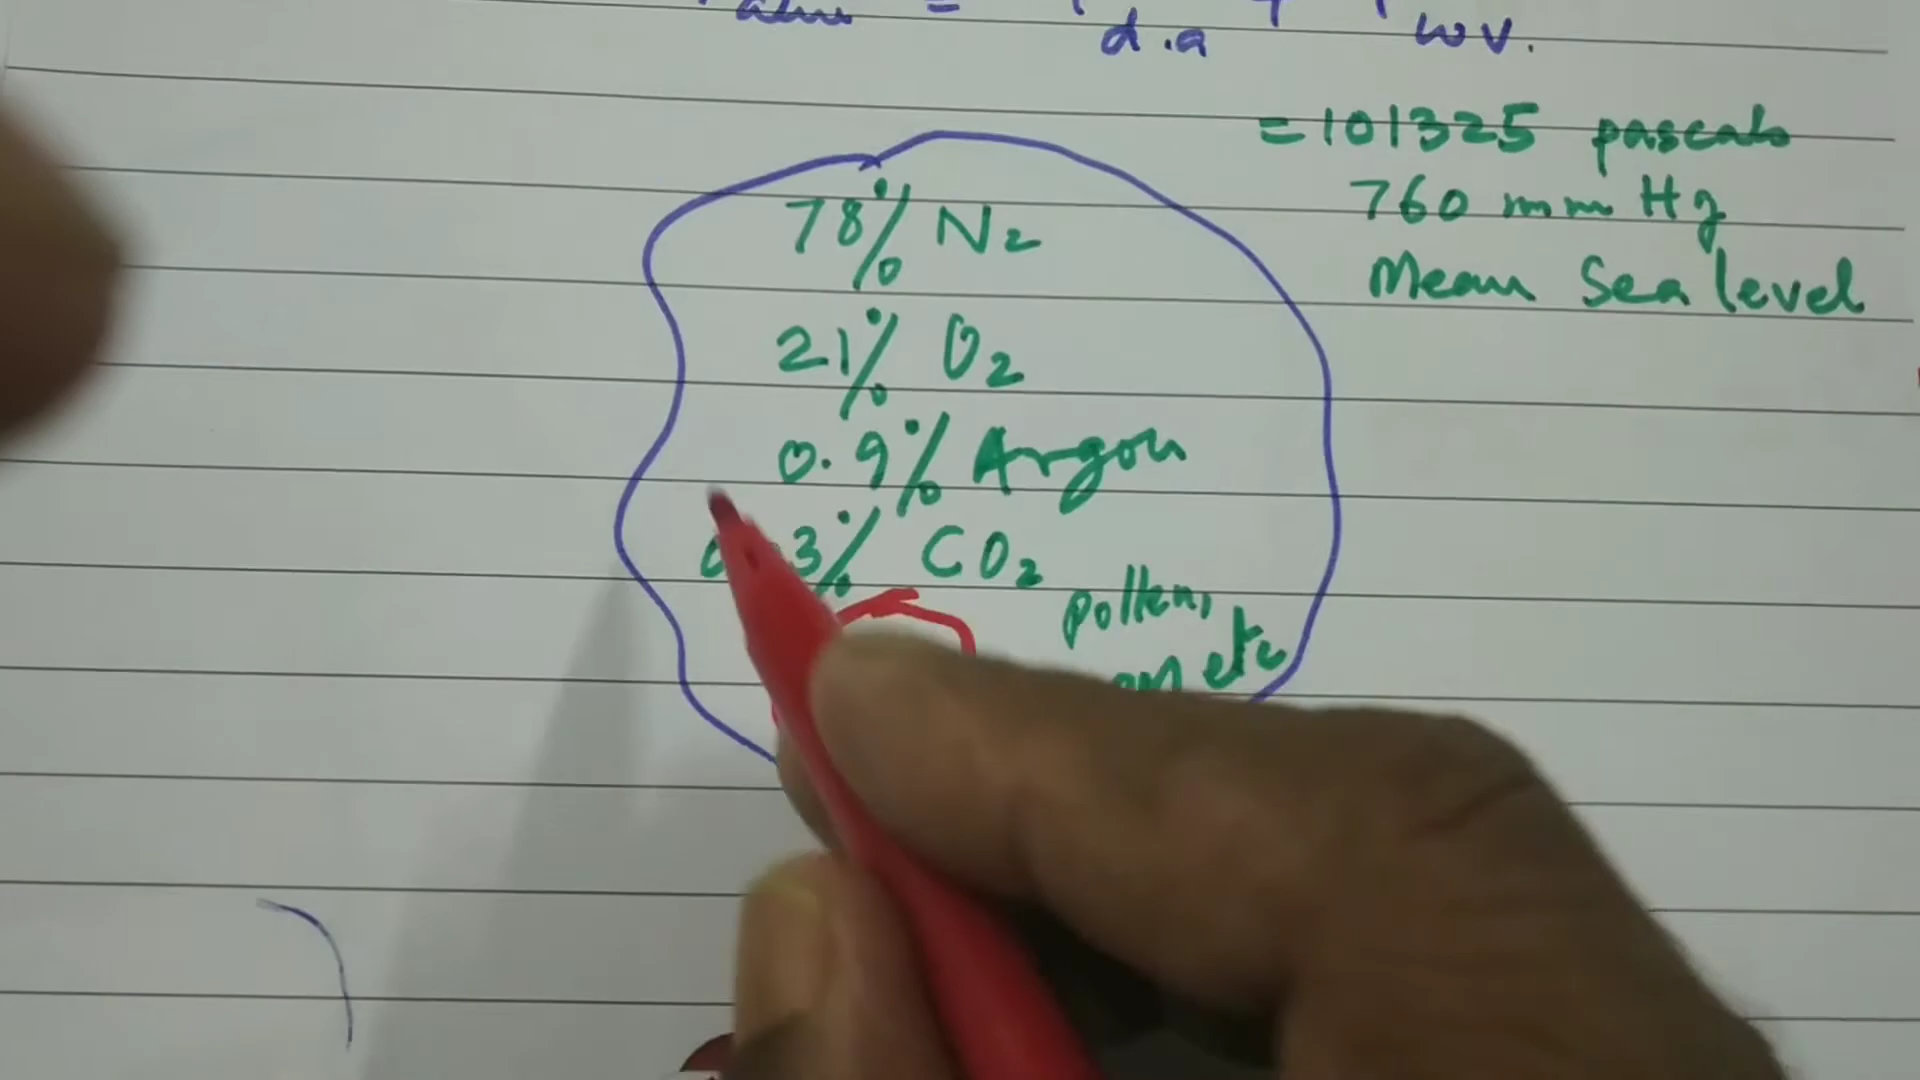 =
d.a + wv.
=101325 pascals
760 mm Hg
Mean Sea level
78% N2
21% O2
0.9% Argon
3% CO2
pollen,
etc